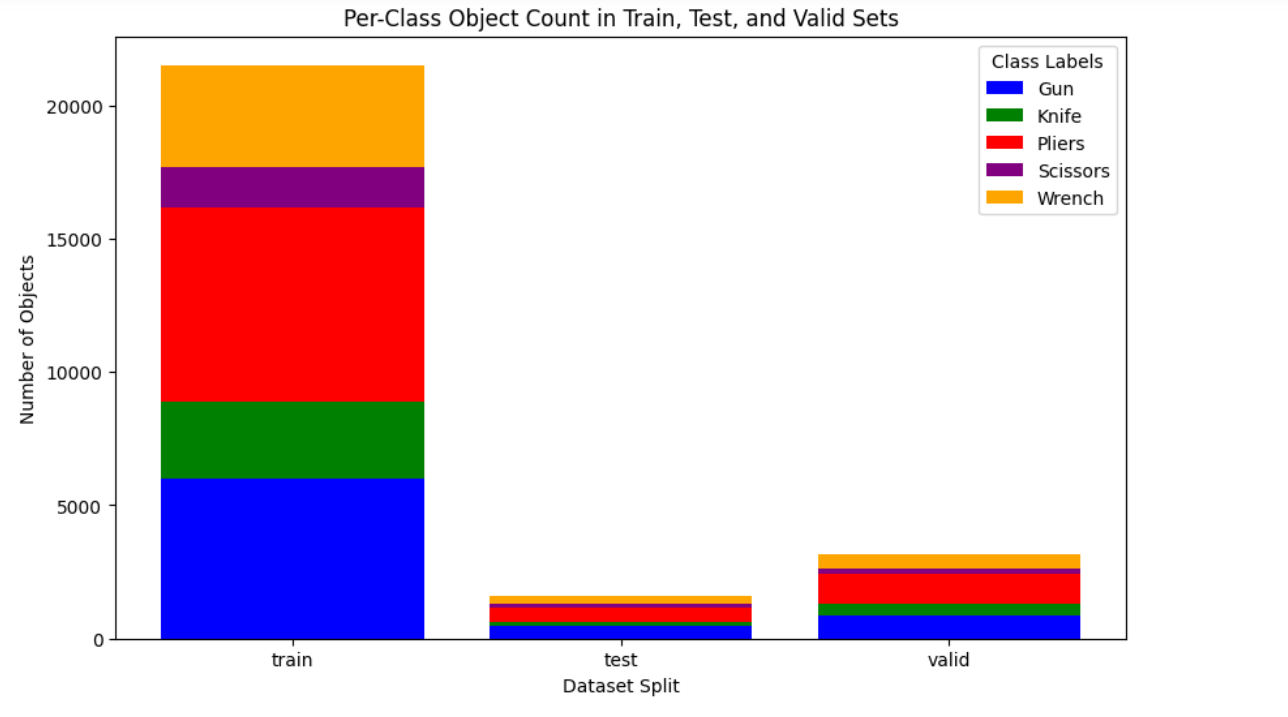 Per-Class Object Count in Train, Test, and Valid Sets
Class Labels
Gun
Knife
Pliers
Scissors
Wrench
Number of Objects
20000
15000
10000
5000
0
train
test
valid
Dataset Split